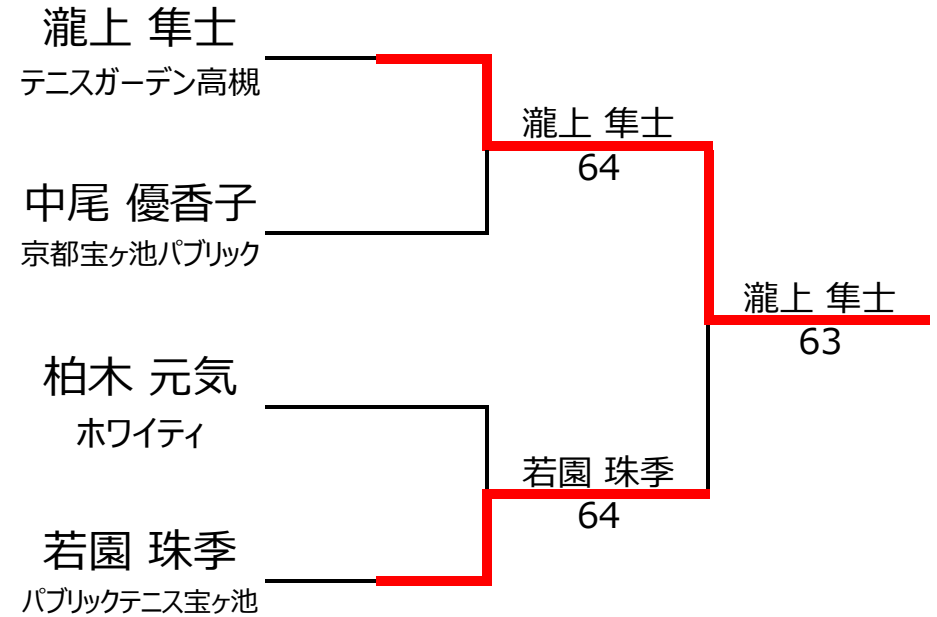 瀧上 隼士
テニスガーデン高槻
瀧上 隼士
64
中尾 優香子
京都宝ヶ池パブリック
瀧上 隼士
63
柏木 元気
ホワイティ
若園 珠季
64
若園 珠季
パブリックテニス宝ヶ池